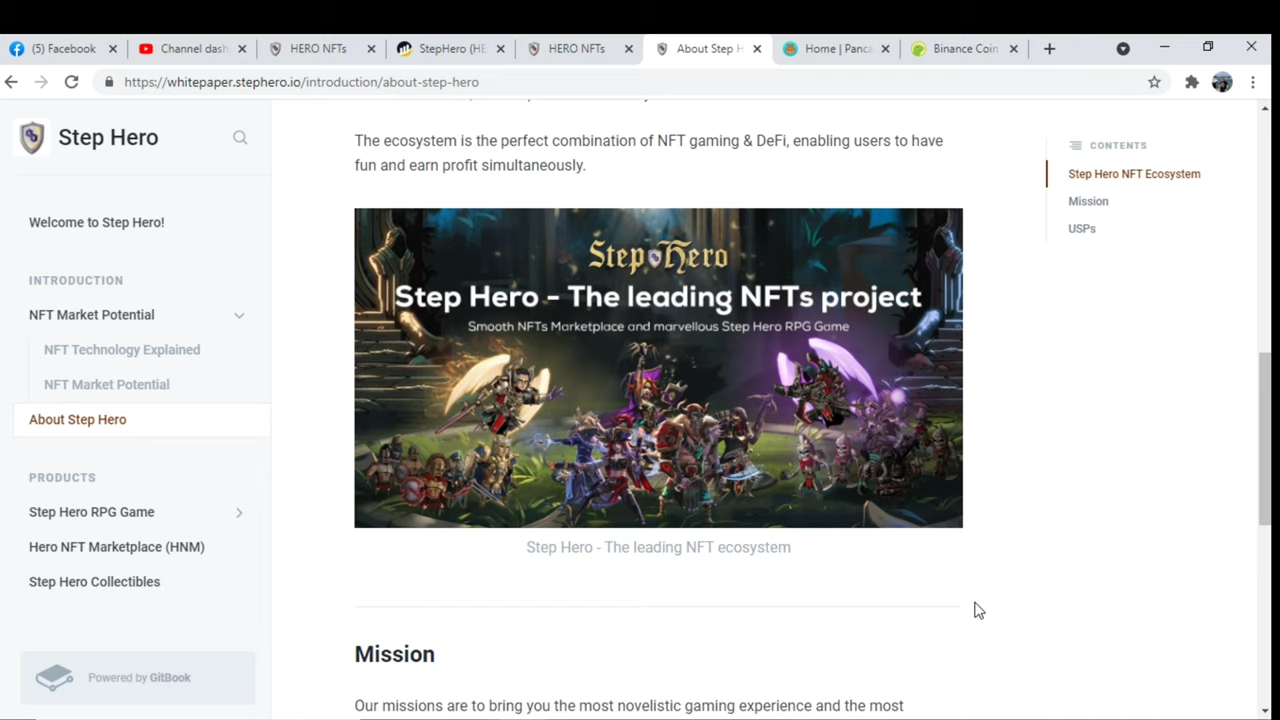 (5) Facebook
Channel dash
HERO NFTs
StepHero (HE
HERO NFTs
About Step H
Home | Panca
Binance Coin
https://whitepaper.stephero.io/introduction/about-step-hero
Step Hero
Welcome to Step Hero!
INTRODUCTION
NFT Market Potential
NFT Technology Explained
NFT Market Potential
About Step Hero
PRODUCTS
Step Hero RPG Game
Hero NFT Marketplace (HNM)
Step Hero Collectibles
Powered by GitBook
The ecosystem is the perfect combination of NFT gaming & DeFi, enabling users to have
fun and earn profit simultaneously.
Step Hero
Step Hero - The leading NFTs project
Smooth NFTs Marketplace and marvellous Step Hero RPG Game
Step Hero - The leading NFT ecosystem
Mission
Our missions are to bring you the most novelistic gaming experience and the most
CONTENTS
Step Hero NFT Ecosystem
Mission
USPs